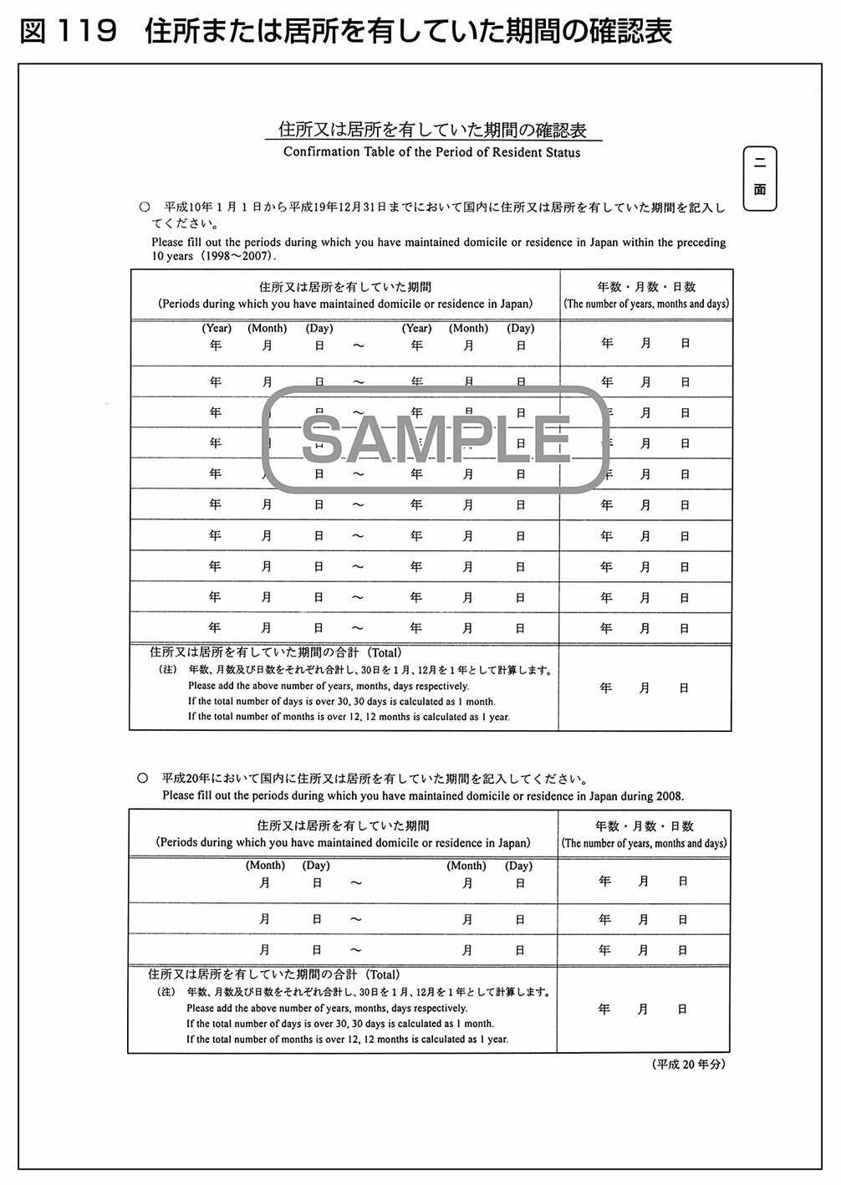 図 119 住所または居所を有していた期間の確認表
住所又は居所を有していた期間の確認表
Confirmation Table of the Period of Resident Status
二面
○ 平成10年1月1日から平成19年12月31日までにおいて国内に住所又は居所を有していた期間を記入し
てください。
Please fill out the periods during which you have maintained domicile or residence in Japan within the preceding
10 years (1998～2007).
住所又は居所を有していた期間 年数・月数・日数
(Periods during which you have maintained domicile or residence in Japan) (The number of years, months and days)
(Year) (Month) (Day) (Year) (Month) (Day)
年 月 日 ～ 年 月 日 年 月 日
年 月 日 ～ 年 月 日 年 月 日
年 月 日 ～ 年 月 日 年 月 日
SAMPLE
年 月 日 年 日 年 月 日
年 月 日 ～ 年 月 日 年 月 日
年 月 日 ～ 年 月 日 年 月 日
年 月 日 ～ 年 月 日 年 月 日
年 月 日 ～ 年 月 日 年 月 日
年 月 日 ～ 年 月 日 年 月 日
年 月 日 ～ 年 月 日 年 月 日
住所又は居所を有していた期間の合計 (Total)
(注) 年数、月数及び日数をそれぞれ合計し、30日を1月、12月を1年として計算します。
Please add the above number of years, months, days respectively.
年 月 日
If the total number of days is over 30, 30 days is calculated as 1 month.
If the total number of months is over 12, 12 months is calculated as 1 year.
○ 平成20年において国内に住所又は居所を有していた期間を記入してください。
Please fill out the periods during which you have maintained domicile or residence in Japan during 2008.
住所又は居所を有していた期間 年数・月数・日数
(Periods during which you have maintained domicile or residence in Japan) (The number of years, months and days)
(Month) (Day) (Month) (Day)
月 日 ～ 月 日 年 月 日
月 日 ～ 月 日 年 月 日
月 日 ～ 月 日 年 月 日
住所又は居所を有していた期間の合計 (Total)
(注) 年数、月数及び日数をそれぞれ合計し、30日を1月、12月を1年として計算します。
Please add the above number of years, months, days respectively.
年 月 日
If the total number of days is over 30, 30 days is calculated as 1 month.
If the total number of months is over 12, 12 months is calculated as 1 year.
(平成 20 年分)